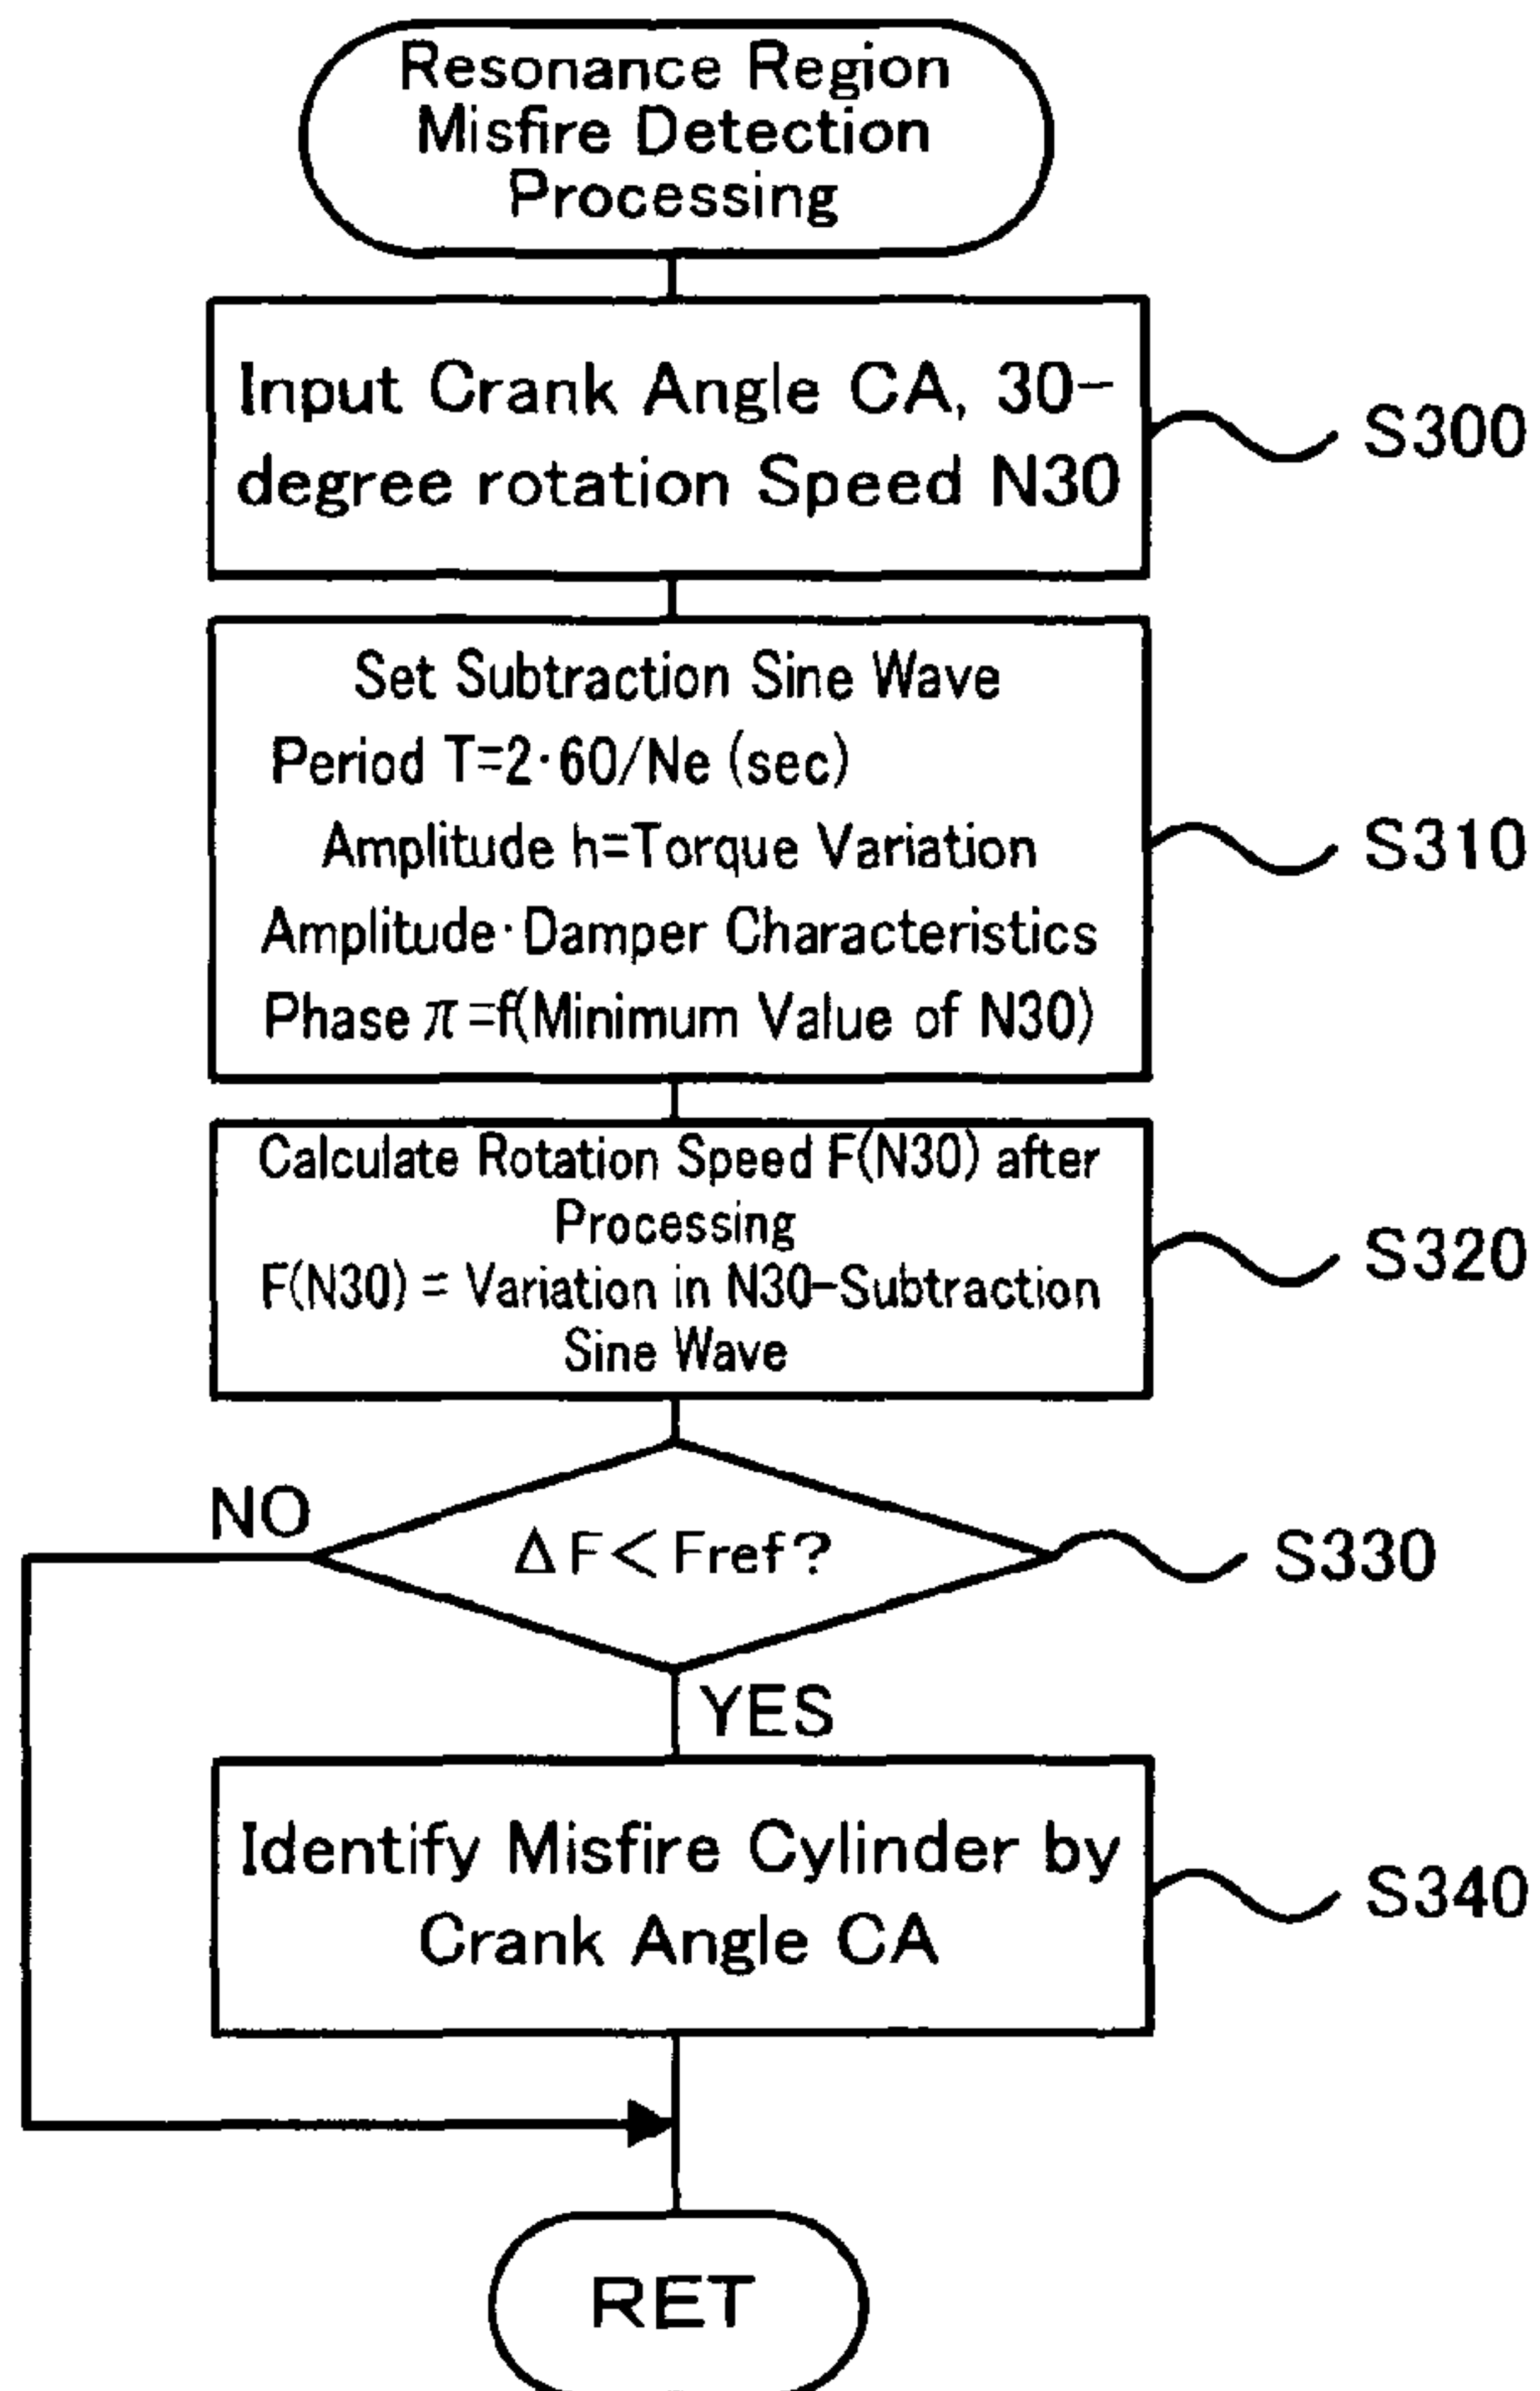 Resonance Region
Misfire Detection
Processing
Input Crank Angle CA, 30-
degree rotation Speed N30
S300
Set Subtraction Sine Wave
Period T=2·60/Ne (sec)
Amplitude h=Torque Variation
Amplitude·Damper Characteristics
Phase π=f(Minimum Value of N30)
S310
Calculate Rotation Speed F(N30) after
Processing
F(N30) = Variation in N30-Subtraction
Sine Wave
S320
NO
ΔF<Fref?
S330
YES
Identify Misfire Cylinder by
Crank Angle CA
S340
RET